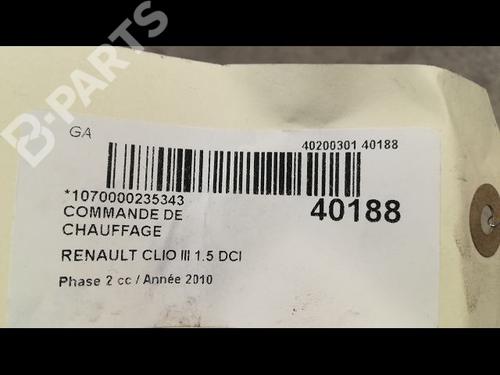 B-PARTS
GA
40200301 40188
*1070000235343
40188
COMMANDE DE
CHAUFFAGE
RENAULT CLIO III 1.5 DCI
Phase 2 cc / Année 2010